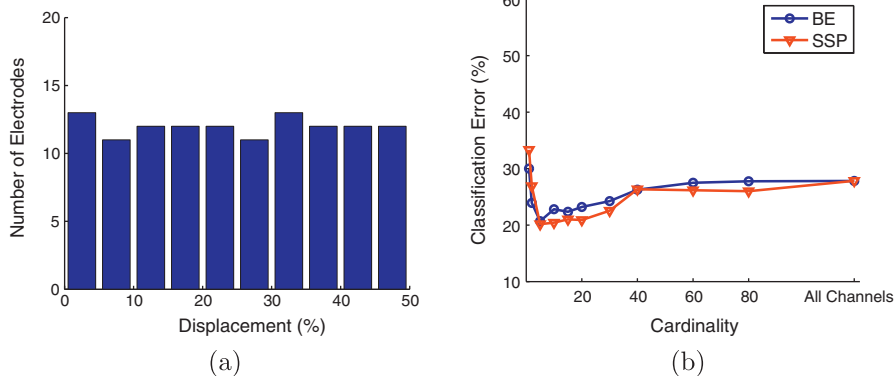 20
15
10
5
0
Number of Electrodes
0 10 20 30 40 50
Displacement (%)
(a)
60
50
40
30
20
10
Classification Error (%)
BE
SSP
20 40 60 80 All Channels
Cardinality
(b)